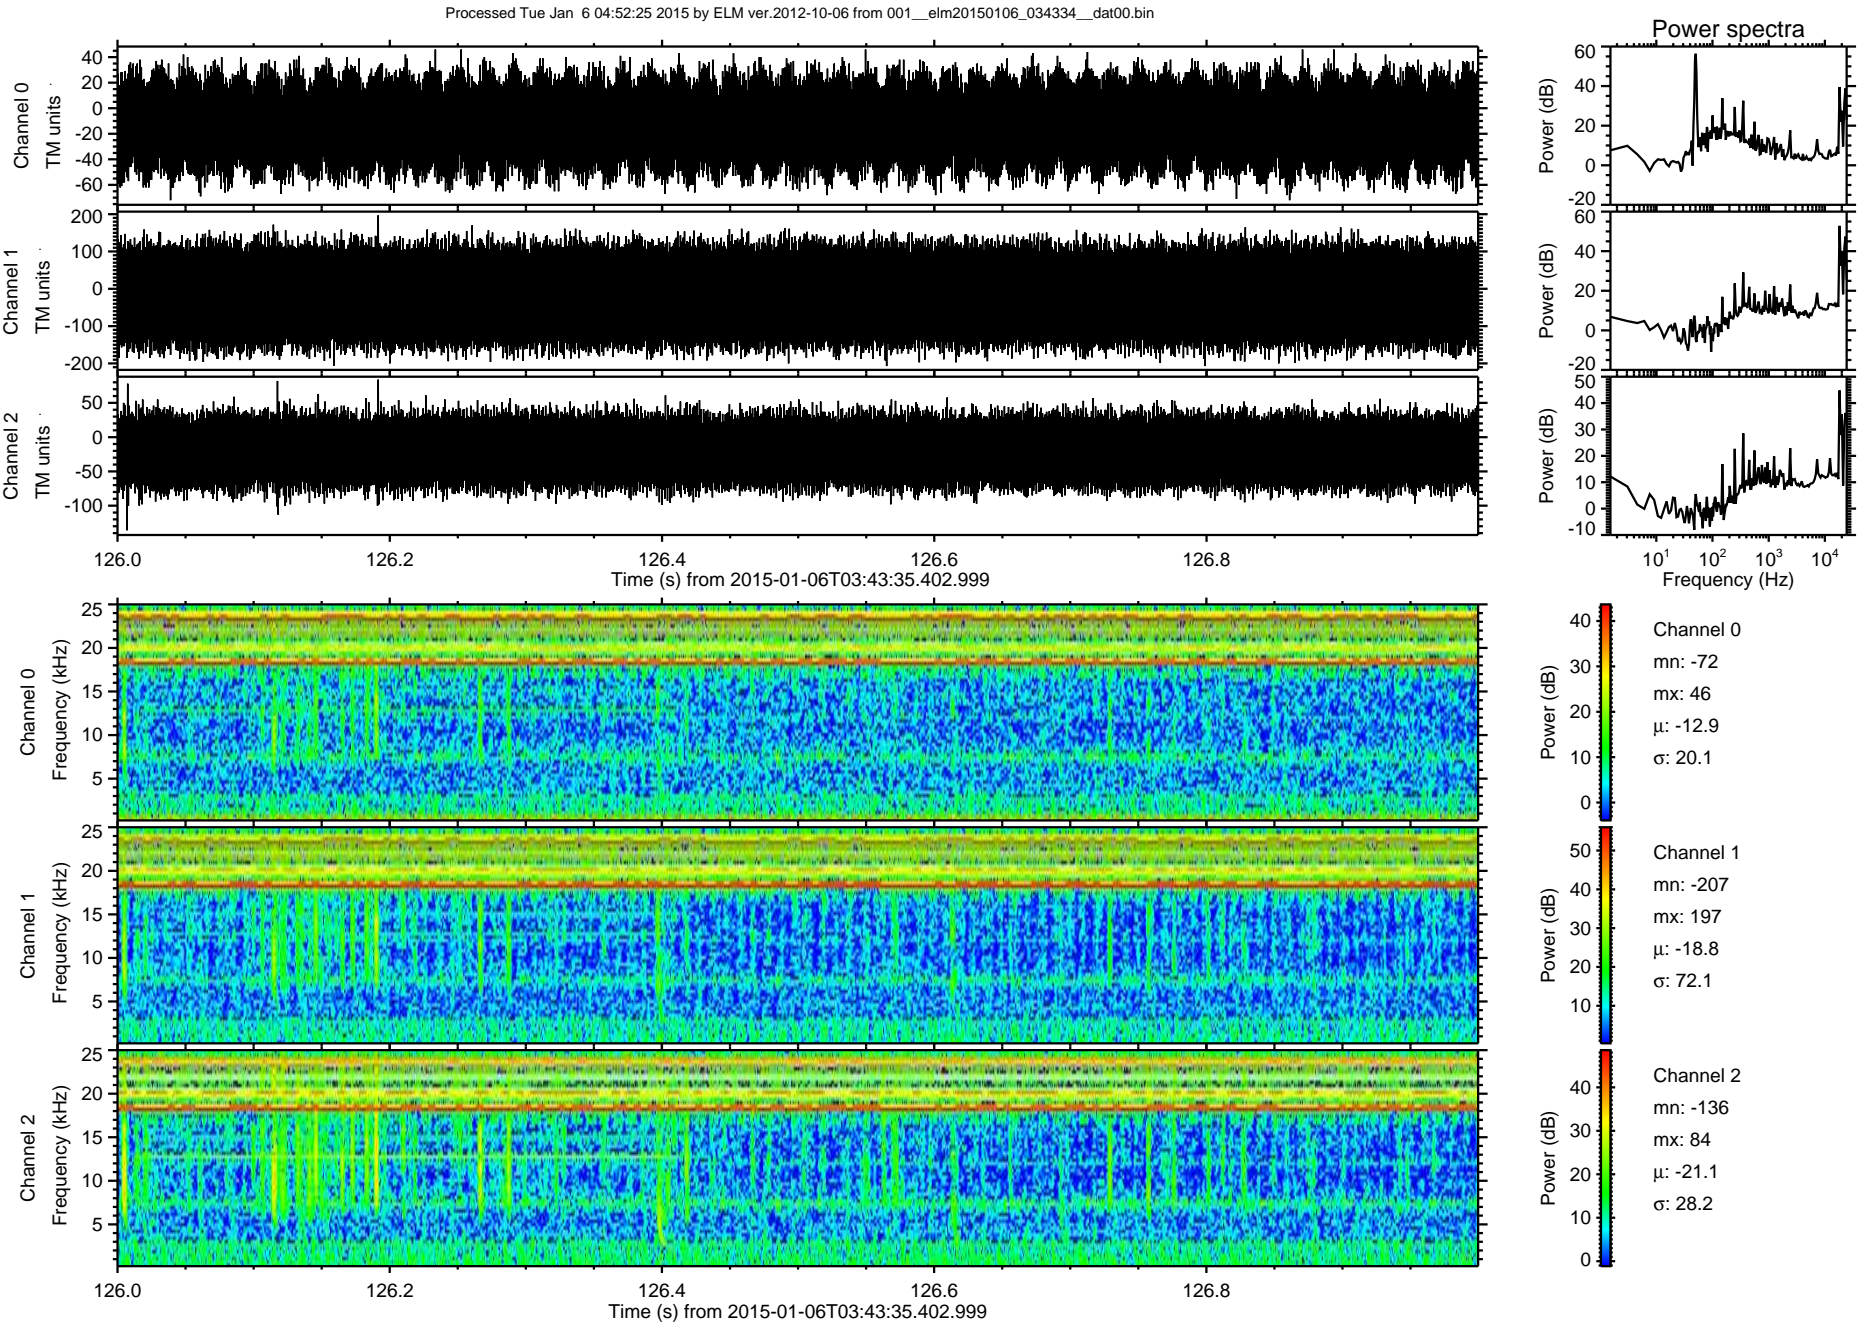 Processed Tue Jan  6 04:52:25 2015 by ELM ver.2012-10-06 from 001__elm20150106_034334__dat00.bin
Power spectra
Channel 0
TM units
40
20
0
-20
-40
-60
Power (dB)
60
40
20
0
-20
Channel 1
TM units
200
100
0
-100
-200
Power (dB)
60
40
20
0
-20
Channel 2
TM units
50
0
-50
-100
Power (dB)
50
40
30
20
10
0
-10
126.0 126.2 126.4 126.6 126.8
Time (s) from 2015-01-06T03:43:35.402.999
10^1 10^2 10^3 10^4
Frequency (Hz)
Channel 0
Frequency (kHz)
25
20
15
10
5
Power (dB)
40
30
20
10
0
Channel 0
mn: -72
mx: 46
μ: -12.9
σ: 20.1
Channel 1
Frequency (kHz)
25
20
15
10
5
Power (dB)
50
40
30
20
10
Channel 1
mn: -207
mx: 197
μ: -18.8
σ: 72.1
Channel 2
Frequency (kHz)
25
20
15
10
5
Power (dB)
40
30
20
10
0
Channel 2
mn: -136
mx: 84
μ: -21.1
σ: 28.2
126.0 126.2 126.4 126.6 126.8
Time (s) from 2015-01-06T03:43:35.402.999